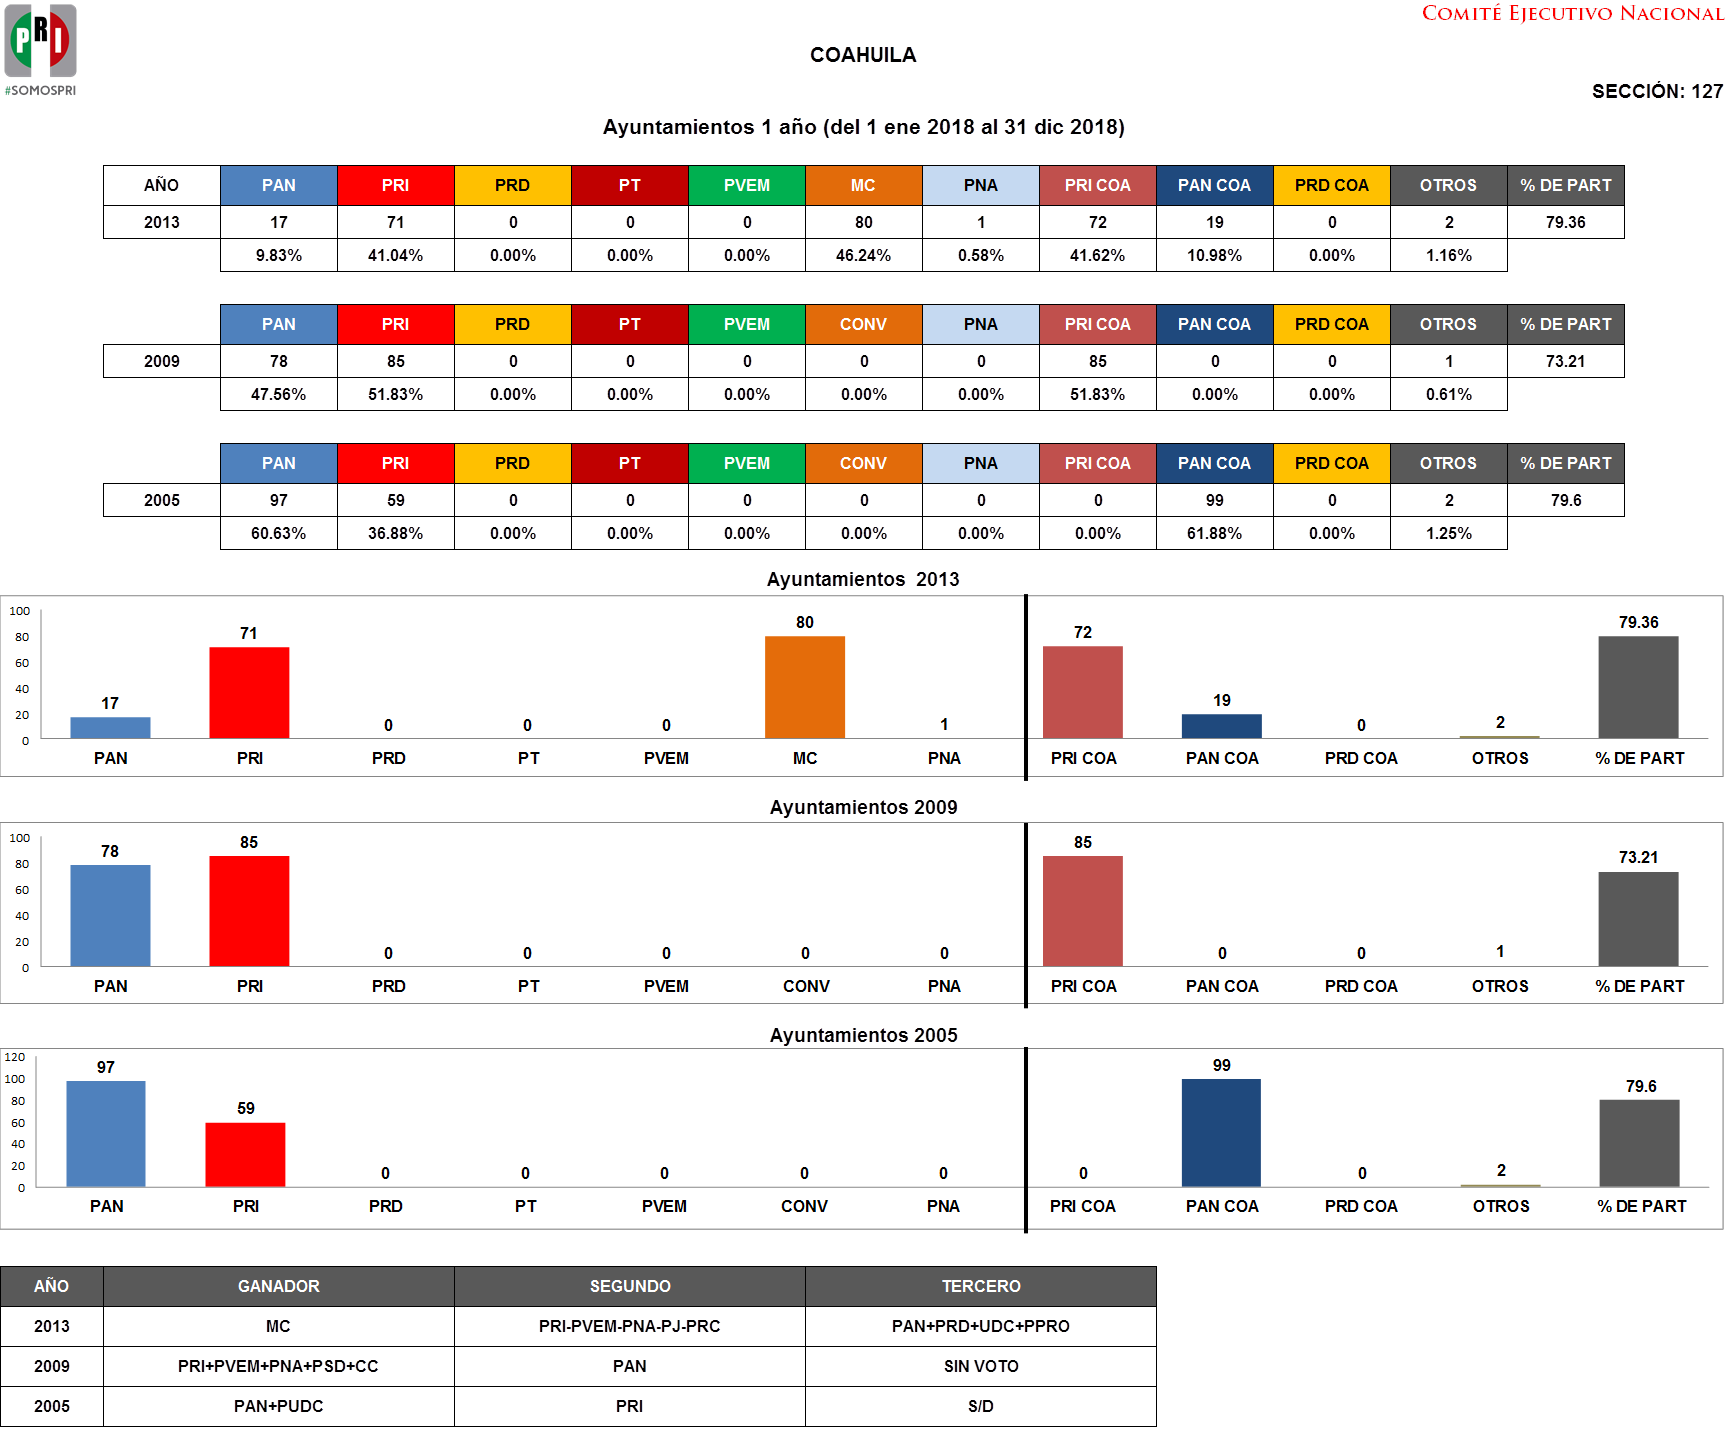 COMITÉ EJECUTIVO NACIONAL
PRI
#SOMOSPRI
COAHUILA
SECCIÓN: 127
Ayuntamientos 1 año (del 1 ene 2018 al 31 dic 2018)
AÑO PAN PRI PRD PT PVEM MC PNA PRI COA PAN COA PRD COA OTROS % DE PART
2013 17 71 0 0 0 80 1 72 19 0 2 79.36
9.83% 41.04% 0.00% 0.00% 0.00% 46.24% 0.58% 41.62% 10.98% 0.00% 1.16%
PAN PRI PRD PT PVEM CONV PNA PRI COA PAN COA PRD COA OTROS % DE PART
2009 78 85 0 0 0 0 0 85 0 0 1 73.21
47.56% 51.83% 0.00% 0.00% 0.00% 0.00% 0.00% 51.83% 0.00% 0.00% 0.61%
PAN PRI PRD PT PVEM CONV PNA PRI COA PAN COA PRD COA OTROS % DE PART
2005 97 59 0 0 0 0 0 0 99 0 2 79.6
60.63% 36.88% 0.00% 0.00% 0.00% 0.00% 0.00% 0.00% 61.88% 0.00% 1.25%
Ayuntamientos 2013
100
80
60
40
20
0
17 71 0 0 0 80 1 72 19 0 2 79.36
PAN PRI PRD PT PVEM MC PNA PRI COA PAN COA PRD COA OTROS % DE PART
Ayuntamientos 2009
100
80
60
40
20
0
78 85 0 0 0 0 0 85 0 0 1 73.21
PAN PRI PRD PT PVEM CONV PNA PRI COA PAN COA PRD COA OTROS % DE PART
Ayuntamientos 2005
120
100
80
60
40
20
0
97 59 0 0 0 0 0 0 99 0 2 79.6
PAN PRI PRD PT PVEM CONV PNA PRI COA PAN COA PRD COA OTROS % DE PART
AÑO GANADOR SEGUNDO TERCERO
2013 MC PRI-PVEM-PNA-PJ-PRC PAN+PRD+UDC+PPRO
2009 PRI+PVEM+PNA+PSD+CC PAN SIN VOTO
2005 PAN+PUDC PRI S/D